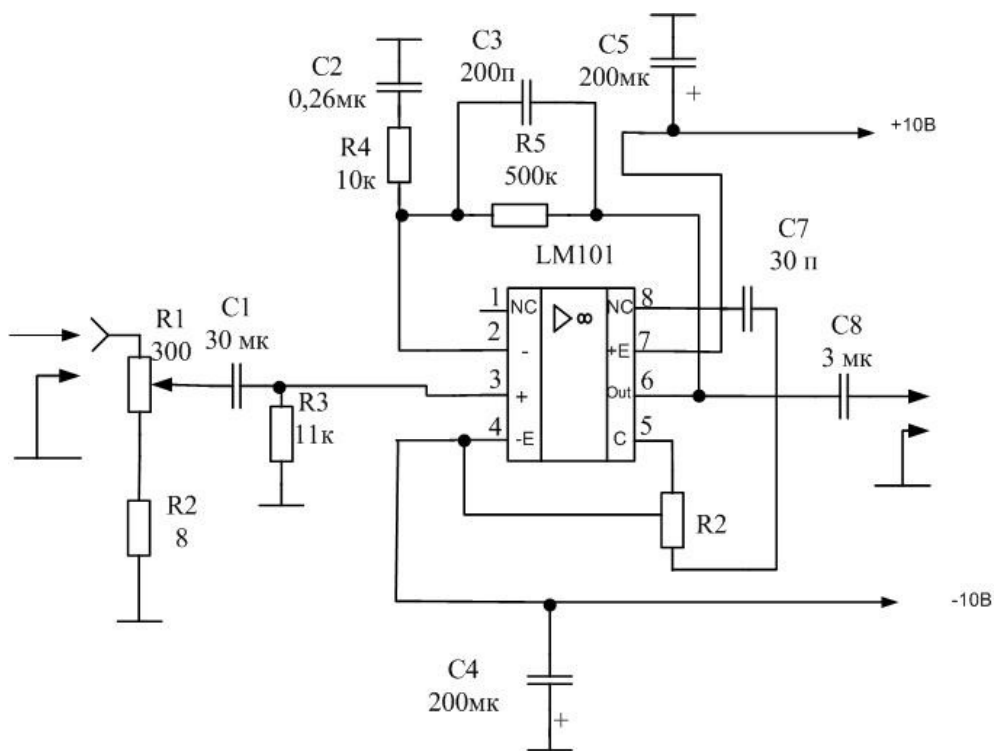 C2
0,26мк
C3
200п
C5
200мк
+
+10В
R4
10к
R5
500к
C7
30 п
LM101
R1
300
C1
30 мк
1
NC
2
-
3
+
4
-E
▷∞
NC
8
+E
7
Out
6
C
5
C8
3 мк
R3
11к
R2
8
R2
-10В
C4
200мк
+